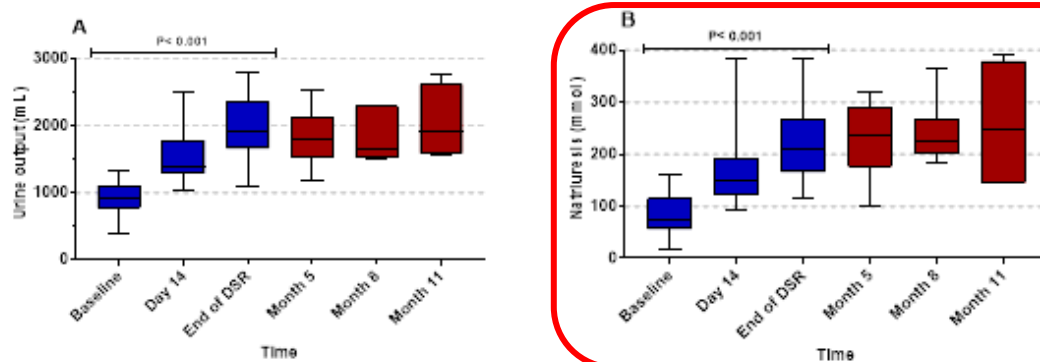 A
P< 0.001
Urine output (mL)
3000
2000
1000
0
Baseline
Day 14
End of DSR
Month 5
Month 8
Month 11
Time
B
P< 0.001
Natriuresis (mmol)
400
300
200
100
0
Baseline
Day 14
End of DSR
Month 5
Month 8
Month 11
Time